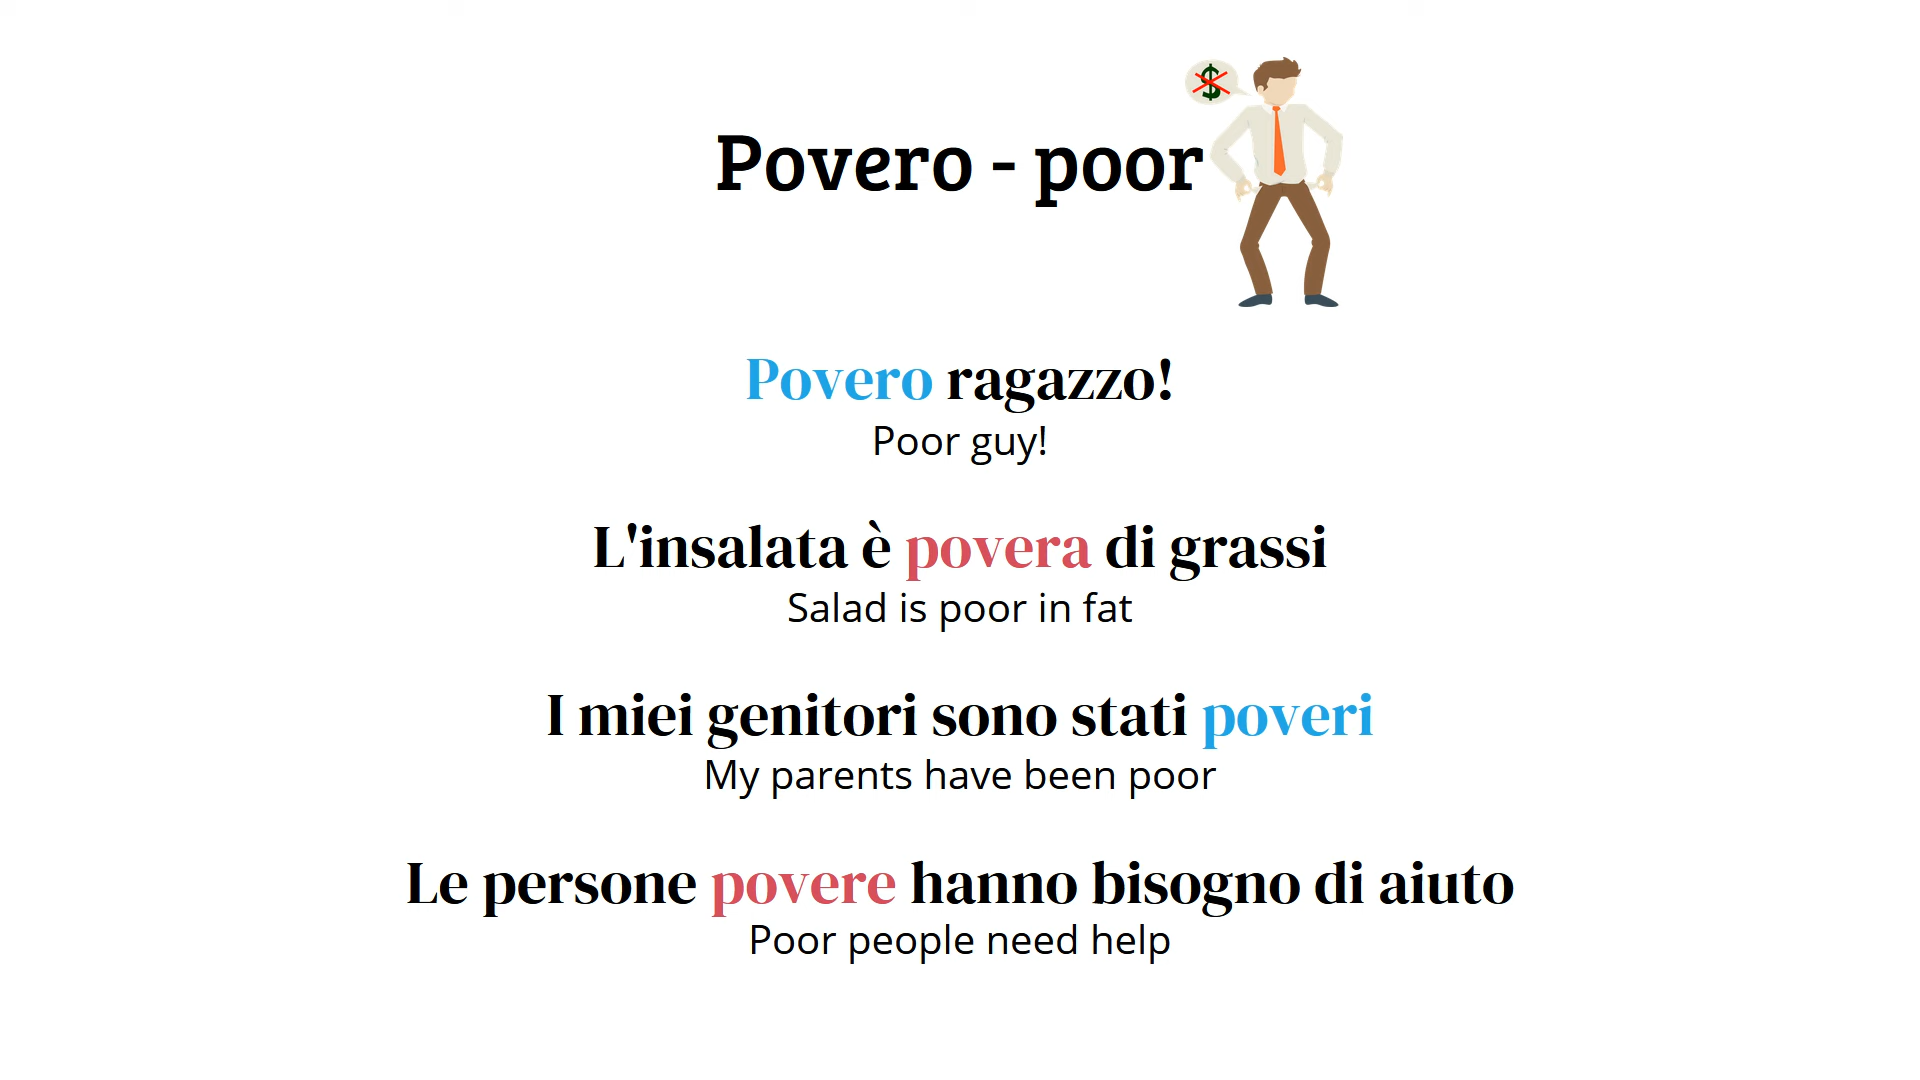 $
Povero - poor
Povero ragazzo!
Poor guy!
L'insalata è povera di grassi
Salad is poor in fat
I miei genitori sono stati poveri
My parents have been poor
Le persone povere hanno bisogno di aiuto
Poor people need help